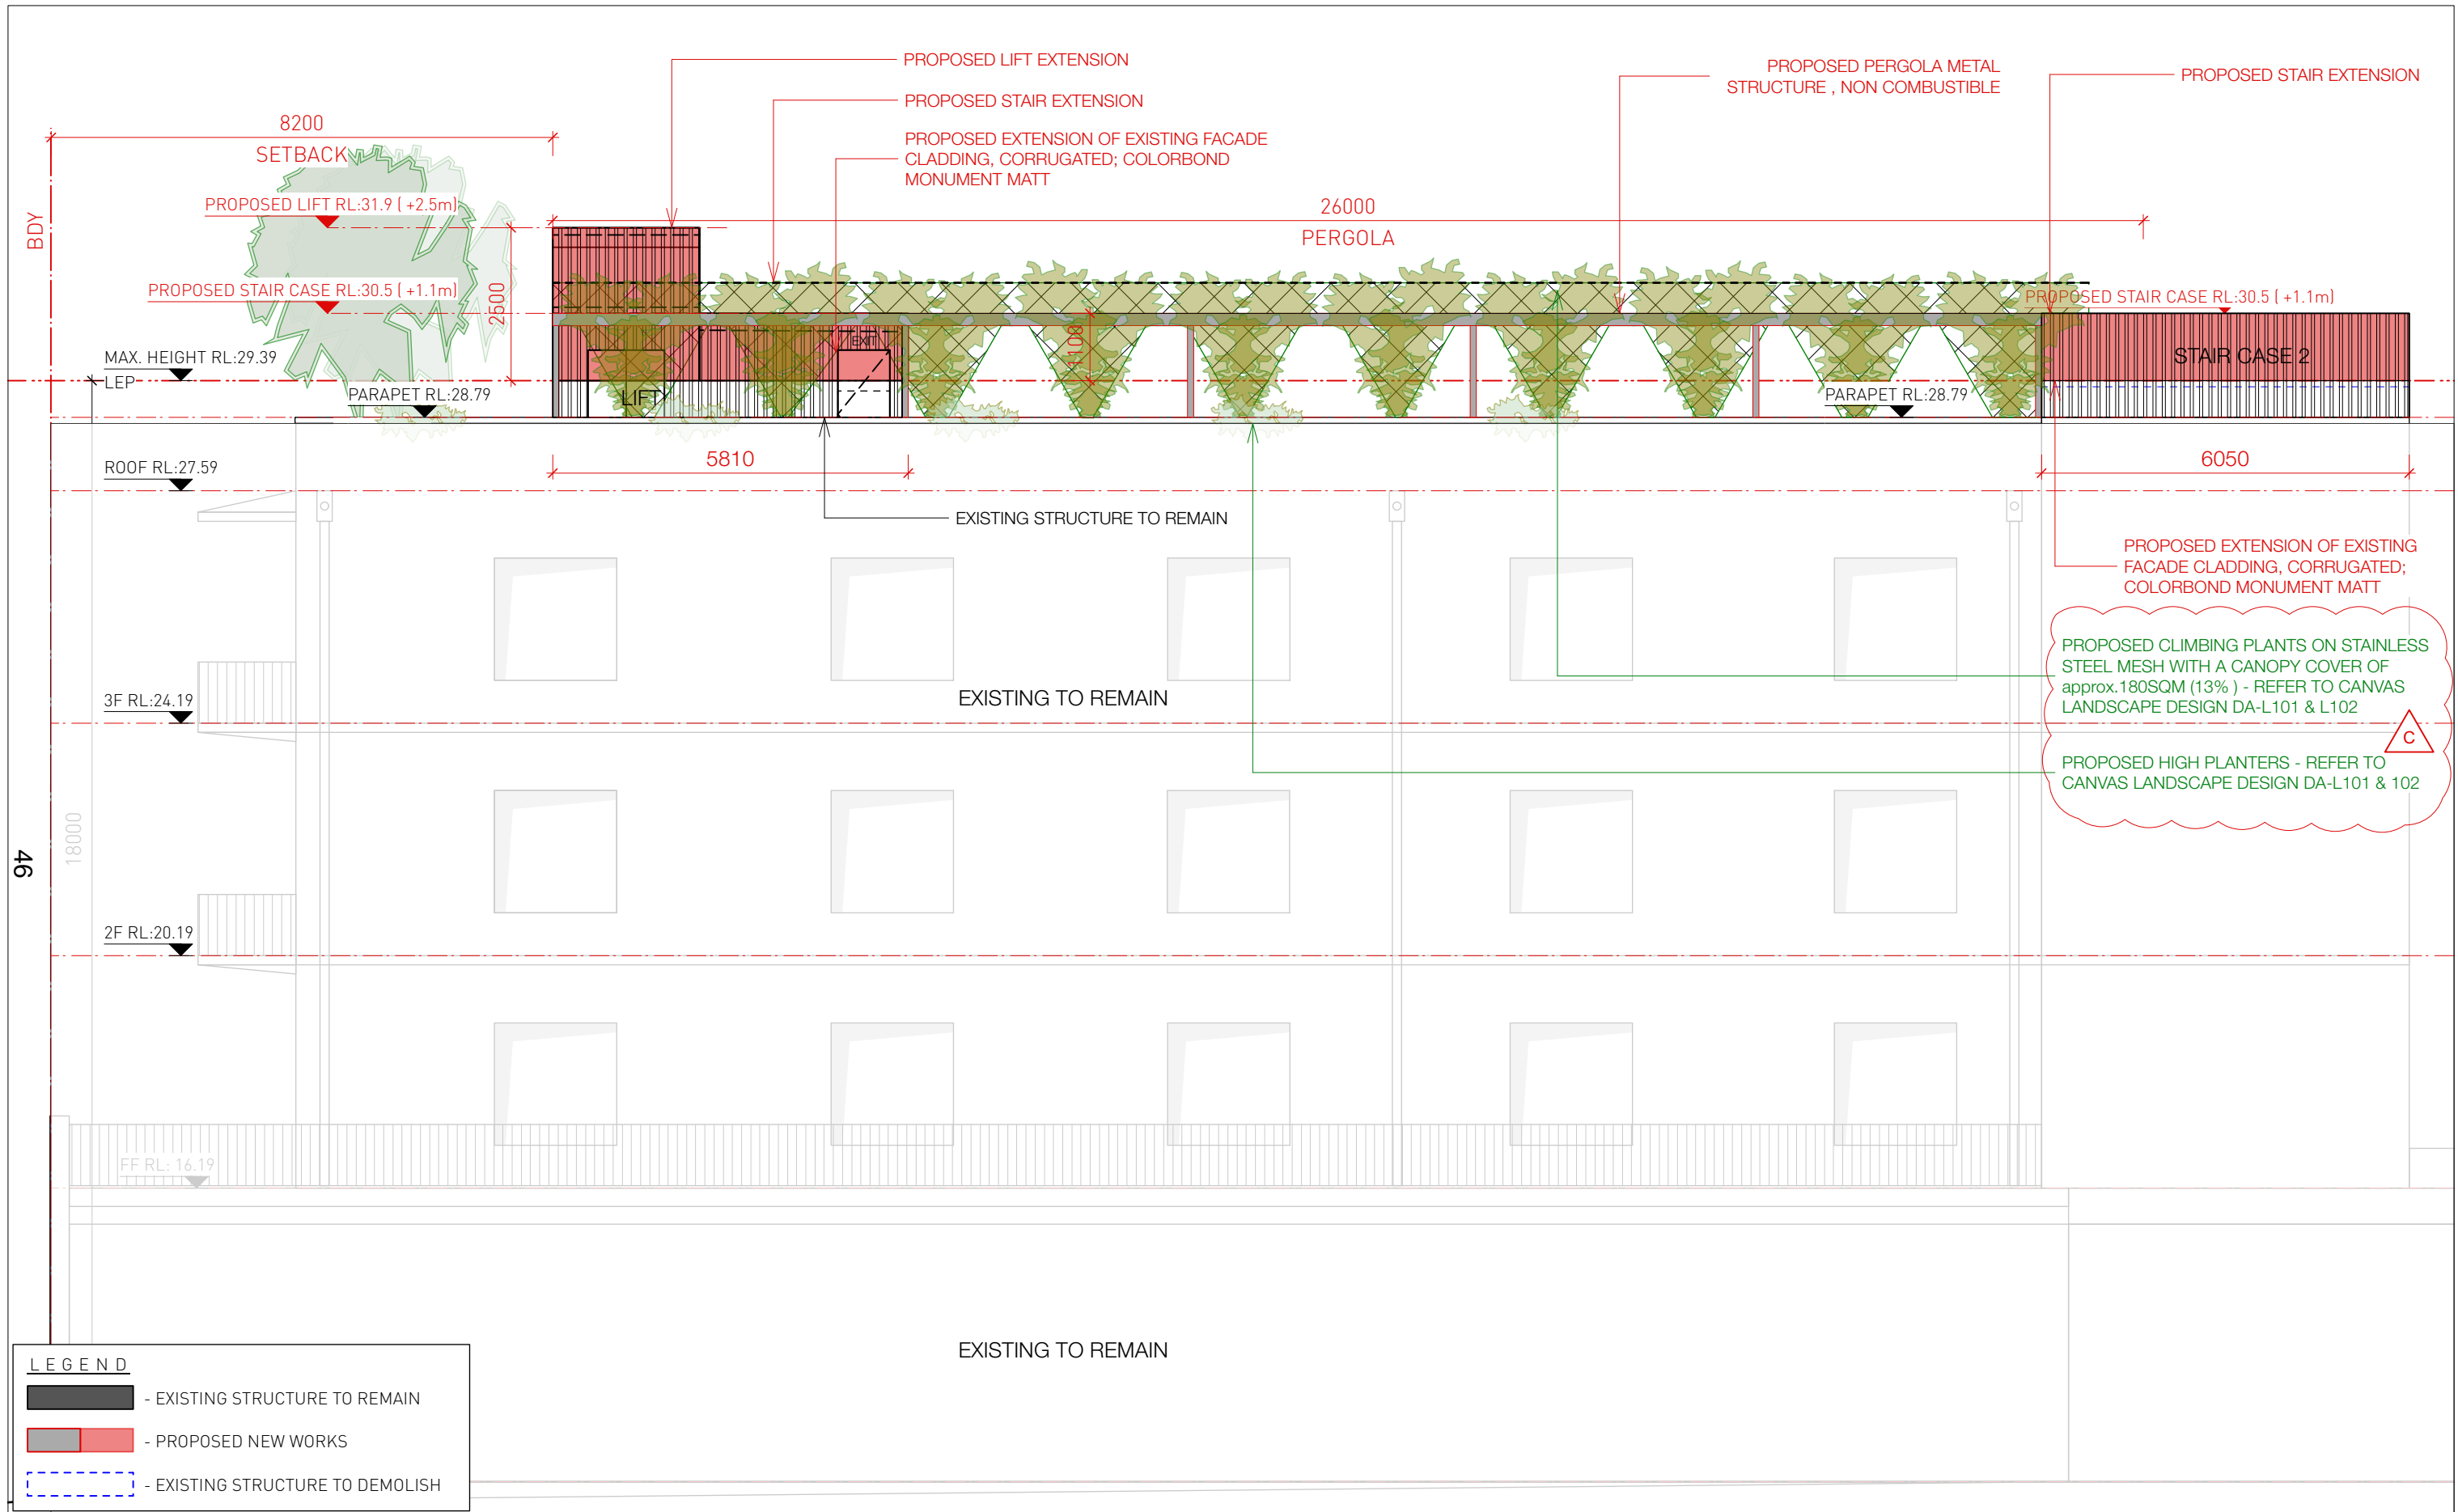 PROPOSED LIFT EXTENSION
PROPOSED STAIR EXTENSION
PROPOSED EXTENSION OF EXISTING FACADE
CLADDING, CORRUGATED; COLORBOND
MONUMENT MATT
PROPOSED PERGOLA METAL
STRUCTURE , NON COMBUSTIBLE
PROPOSED STAIR EXTENSION
8200
SETBACK
BDY
PROPOSED LIFT RL:31.9 ( +2.5m)
PROPOSED STAIR CASE RL:30.5 ( +1.1m)
2500
26000
PERGOLA
1100
PROPOSED STAIR CASE RL:30.5 ( +1.1m)
MAX. HEIGHT RL:29.39
LEP
PARAPET RL:28.79
LIFT
EXIT
PARAPET RL:28.79
STAIR CASE 2
ROOF RL:27.59
5810
6050
EXISTING STRUCTURE TO REMAIN
PROPOSED EXTENSION OF EXISTING
FACADE CLADDING, CORRUGATED;
COLORBOND MONUMENT MATT
PROPOSED CLIMBING PLANTS ON STAINLESS
STEEL MESH WITH A CANOPY COVER OF
approx.180SQM (13% ) - REFER TO CANVAS
LANDSCAPE DESIGN DA-L101 & L102
C
PROPOSED HIGH PLANTERS - REFER TO
CANVAS LANDSCAPE DESIGN DA-L101 & 102
3F RL:24.19
EXISTING TO REMAIN
18000
46
2F RL:20.19
FF RL: 16.19
EXISTING TO REMAIN
LEGEND
- EXISTING STRUCTURE TO REMAIN
- PROPOSED NEW WORKS
- EXISTING STRUCTURE TO DEMOLISH